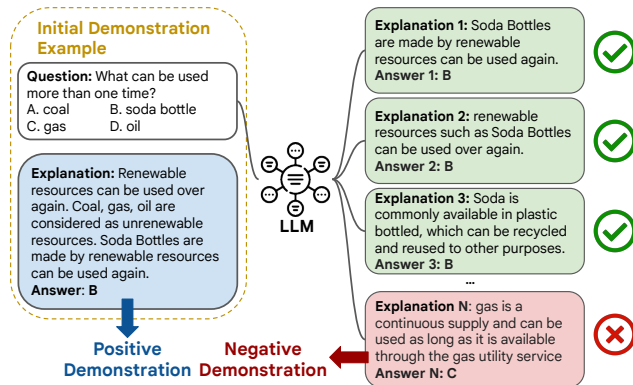 Initial Demonstration
Example
Question: What can be used
more than one time?
A. coal B. soda bottle
C. gas D. oil
Explanation: Renewable
resources can be used over
again. Coal, gas, oil are
considered as unrenewable
resources. Soda Bottles are
made by renewable resources
can be used again.
Answer: B
Positive
Demonstration
LLM
Explanation 1: Soda Bottles
are made by renewable
resources can be used again.
Answer 1: B
Explanation 2: renewable
resources such as Soda Bottles
can be used over again.
Answer 2: B
Explanation 3: Soda is
commonly available in plastic
bottled, which can be recycled
and reused to other purposes.
Answer 3: B
...
Explanation N: gas is a
continuous supply and can be
used as long as it is available
through the gas utility service
Answer N: C
Negative
Demonstration